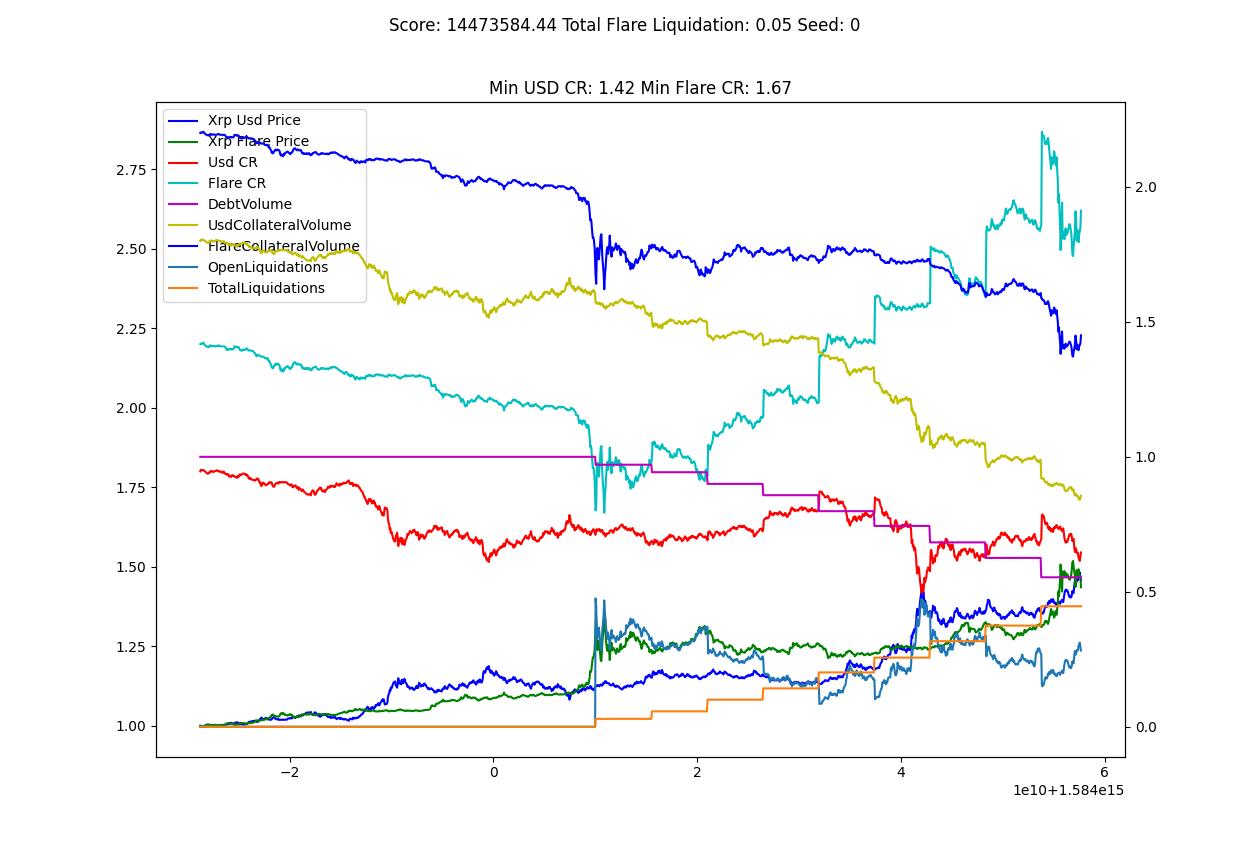 Score: 14473584.44 Total Flare Liquidation: 0.05 Seed: 0
Min USD CR: 1.42 Min Flare CR: 1.67
Xrp Usd Price
Xrp Flare Price
Usd CR
Flare CR
DebtVolume
UsdCollateralVolume
FlareCollateralVolume
OpenLiquidations
TotalLiquidations
2.75
2.50
2.25
2.00
1.75
1.50
1.25
1.00
2.0
1.5
1.0
0.5
0.0
−2 0 2 4 6
1e10+1.584e15